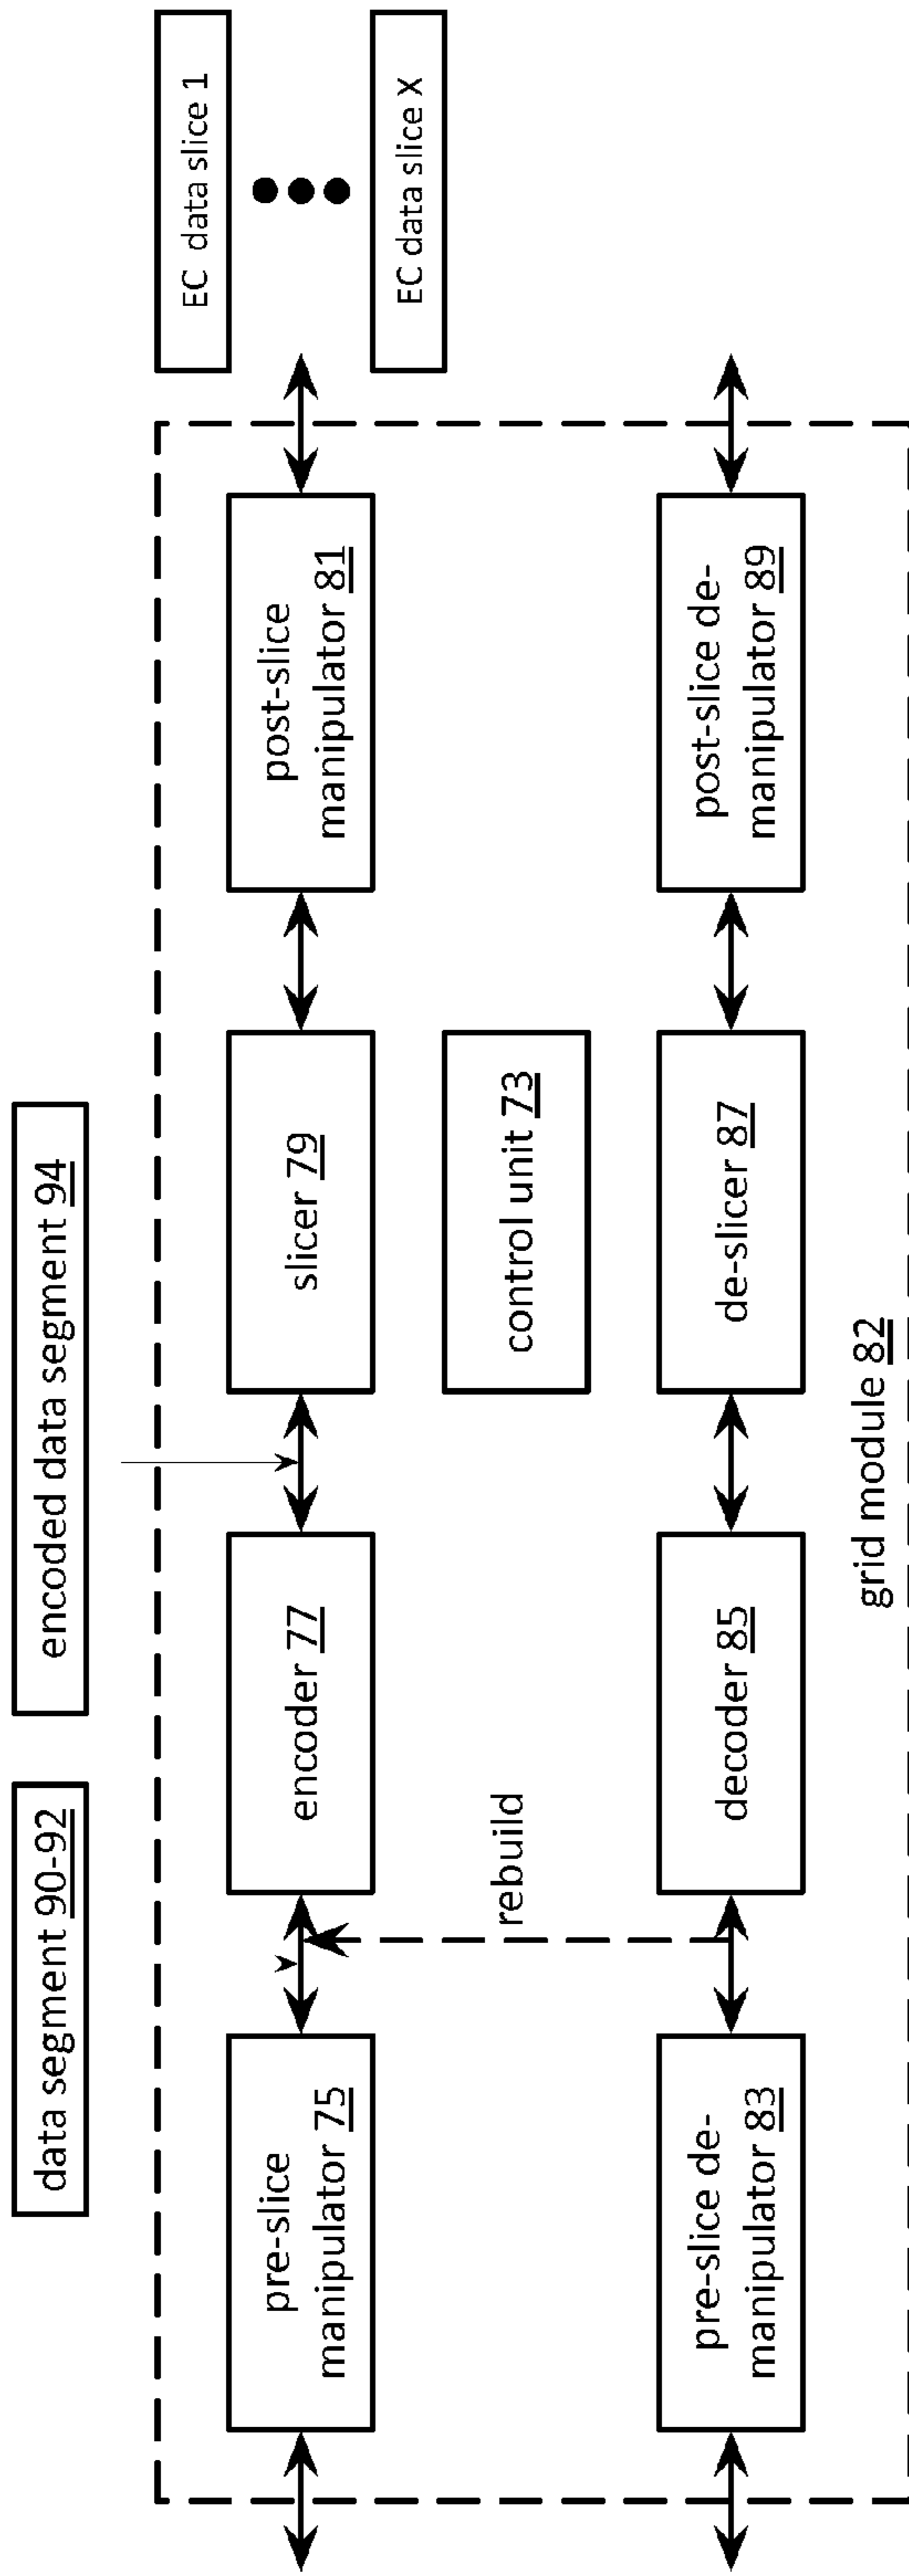 data segment 90-92
encoded data segment 94
pre-slice
manipulator 75
encoder 77
slicer 79
post-slice
manipulator 81
EC data slice 1
EC data slice X
rebuild
control unit 73
pre-slice de-
manipulator 83
decoder 85
de-slicer 87
post-slice de-
manipulator 89
grid module 82